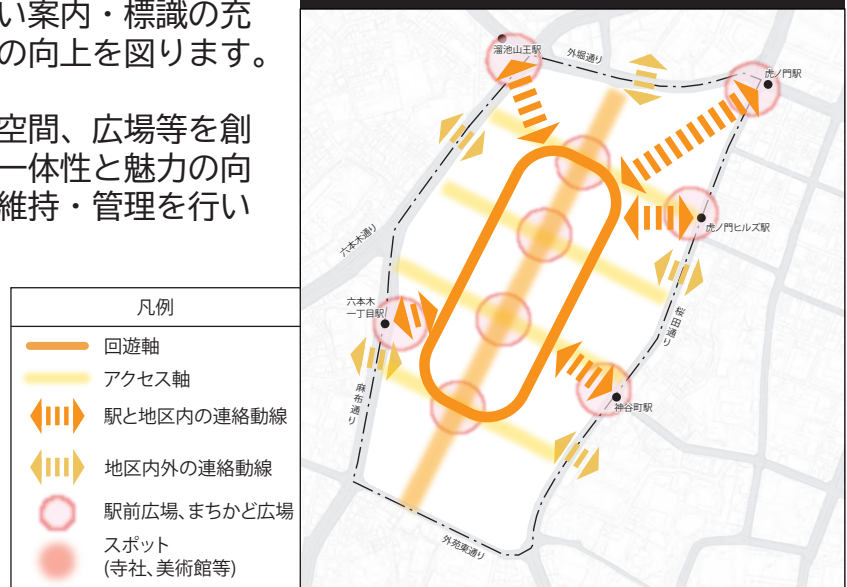 い案内・標識の充
の向上を図ります。
空間、広場等を創
一体性と魅力の向
維持・管理を行い
凡例
回遊軸
アクセス軸
駅と地区内の連絡動線
地区内外の連絡動線
駅前広場、まちかど広場
スポット
(寺社、美術館等)
溜池山王駅
外堀通り
虎ノ門駅
六本木通り
虎ノ門ヒルズ駅
六本木
一丁目駅
桜田通り
麻布通り
神谷町駅
外苑東通り